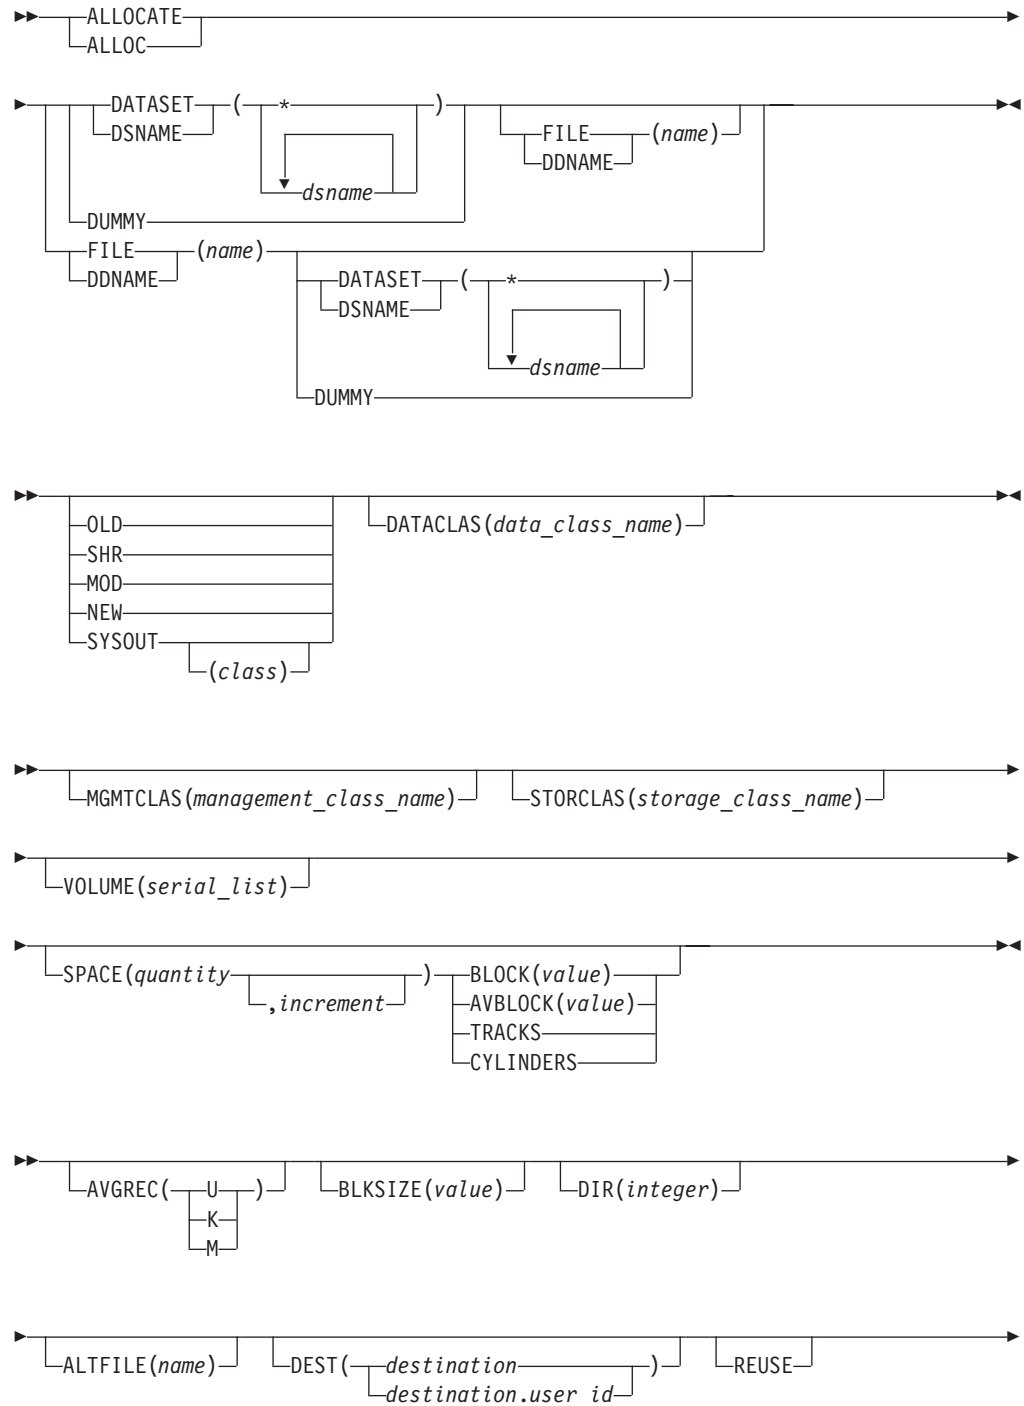 ALLOCATE
ALLOC
DATASET ( * )
DSNAME
dsname
FILE (name)
DDNAME
DUMMY
FILE (name)
DDNAME
DATASET ( * )
DSNAME
dsname
DUMMY
OLD
SHR
MOD
NEW
SYSOUT
(class)
DATACLAS(data_class_name)
MGMTCLAS(management_class_name) STORCLAS(storage_class_name)
VOLUME(serial_list)
SPACE(quantity ,increment )
BLOCK(value)
AVBLOCK(value)
TRACKS
CYLINDERS
AVGREC( U )
K
M
BLKSIZE(value) DIR(integer)
ALTFILE(name) DEST( destination ) REUSE
destination.user id